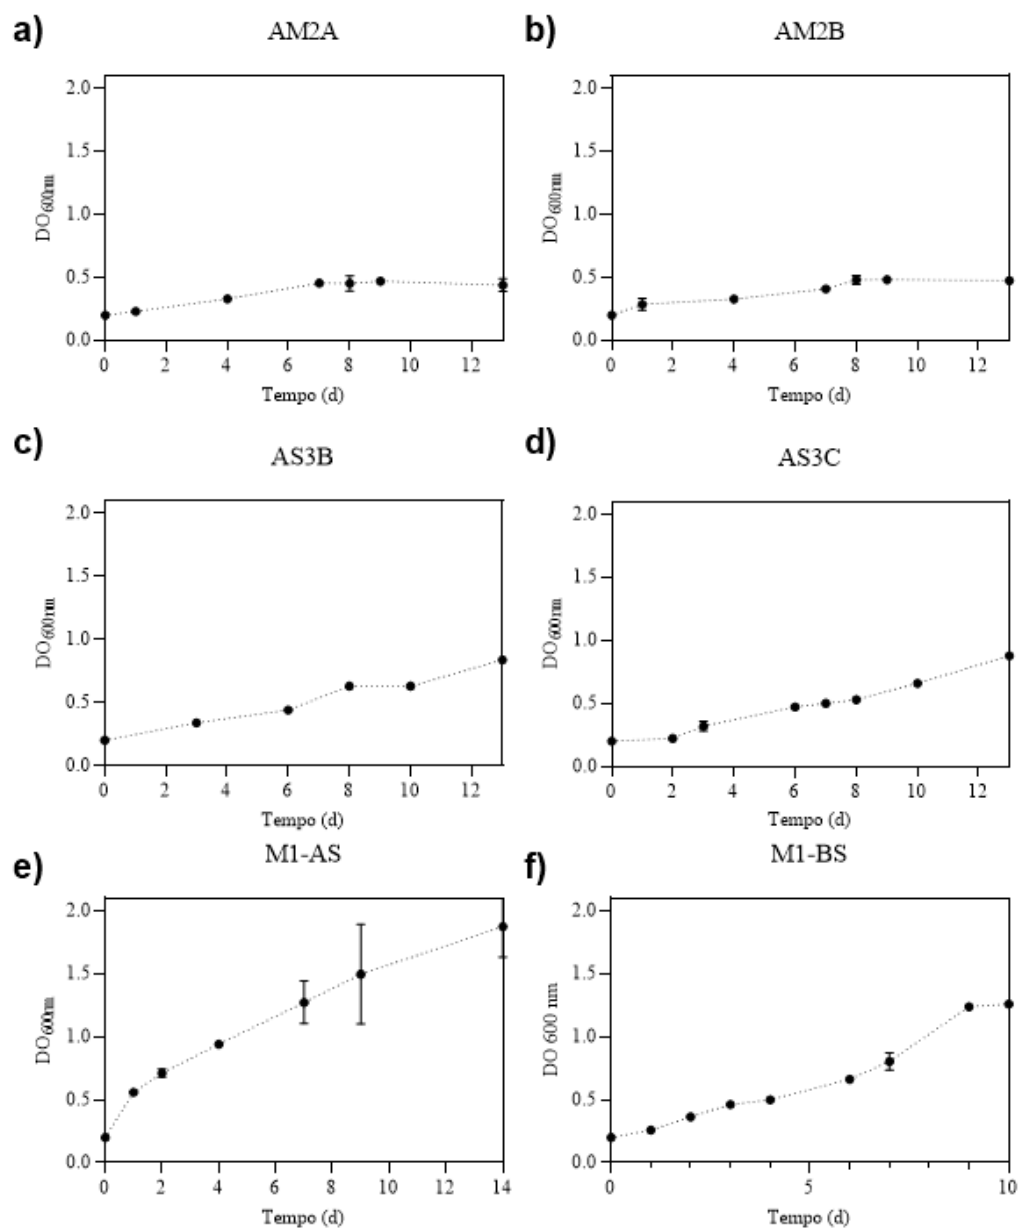 a) AM2A
2.0
1.5
1.0
0.5
0.0
DO600nm
0 2 4 6 8 10 12
Tempo (d)
b) AM2B
2.0
1.5
1.0
0.5
0.0
DO600nm
0 2 4 6 8 10 12
Tempo (d)
c) AS3B
2.0
1.5
1.0
0.5
0.0
DO600nm
0 2 4 6 8 10 12
Tempo (d)
d) AS3C
2.0
1.5
1.0
0.5
0.0
DO600nm
0 2 4 6 8 10 12
Tempo (d)
e) M1-AS
2.0
1.5
1.0
0.5
0.0
DO600nm
0 2 4 6 8 10 12 14
Tempo (d)
f) M1-BS
2.0
1.5
1.0
0.5
0.0
DO 600 nm
0 5 10
Tempo (d)